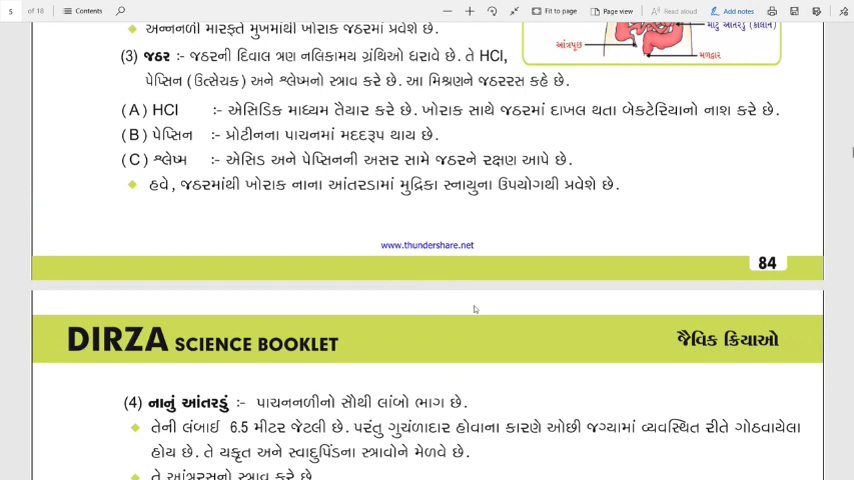 5 of 18 Contents Fit to page Page view Read aloud Add notes
અન્નનળી મારફતે મુખમાંથી ખોરાક જઠરમાં પ્રવેશે છે.
મોટું આંતરડું (કોલોન)
આંત્રપૂછ
મળદ્વાર
(3) જઠર :- જઠરની દિવાલ ત્રણ નલિકામય ગ્રંથિઓ ધરાવે છે. તે HCl,
પેપ્સિન (ઉત્સેચક) અને શ્લેષ્મનો સ્ત્રાવ કરે છે. આ મિશ્રણને જઠરરસ કહે છે.
(A) HCl :- એસિડિક માધ્યમ તૈયાર કરે છે. ખોરાક સાથે જઠરમાં દાખલ થતા બેકટેરિયાનો નાશ કરે છે.
(B) પેપ્સિન :- પ્રોટીનના પાચનમાં મદદરૂપ થાય છે.
(C) શ્લેષ્મ :- એસિડ અને પેપ્સિનની અસર સામે જઠરને રક્ષણ આપે છે.
હવે, જઠરમાંથી ખોરાક નાના આંતરડામાં મુદ્રિકા સ્નાયુના ઉપયોગથી પ્રવેશે છે.
www.thundershare.net
84
DIRZA SCIENCE BOOKLET જૈવિક ક્રિયાઓ
(4) નાનું આંતરડું :- પાચનનળીનો સૌથી લાંબો ભાગ છે.
તેની લંબાઈ 6.5 મીટર જેટલી છે. પરંતુ ગુચંળાદાર હોવાના કારણે ઓછી જગ્યામાં વ્યવસ્થિત રીતે ગોઠવાયેલા
હોય છે. તે યકૃત અને સ્વાદુપિંડના સ્ત્રાવોને મેળવે છે.
તે આંત્રરસનો સ્ત્રાવ કરે છે.